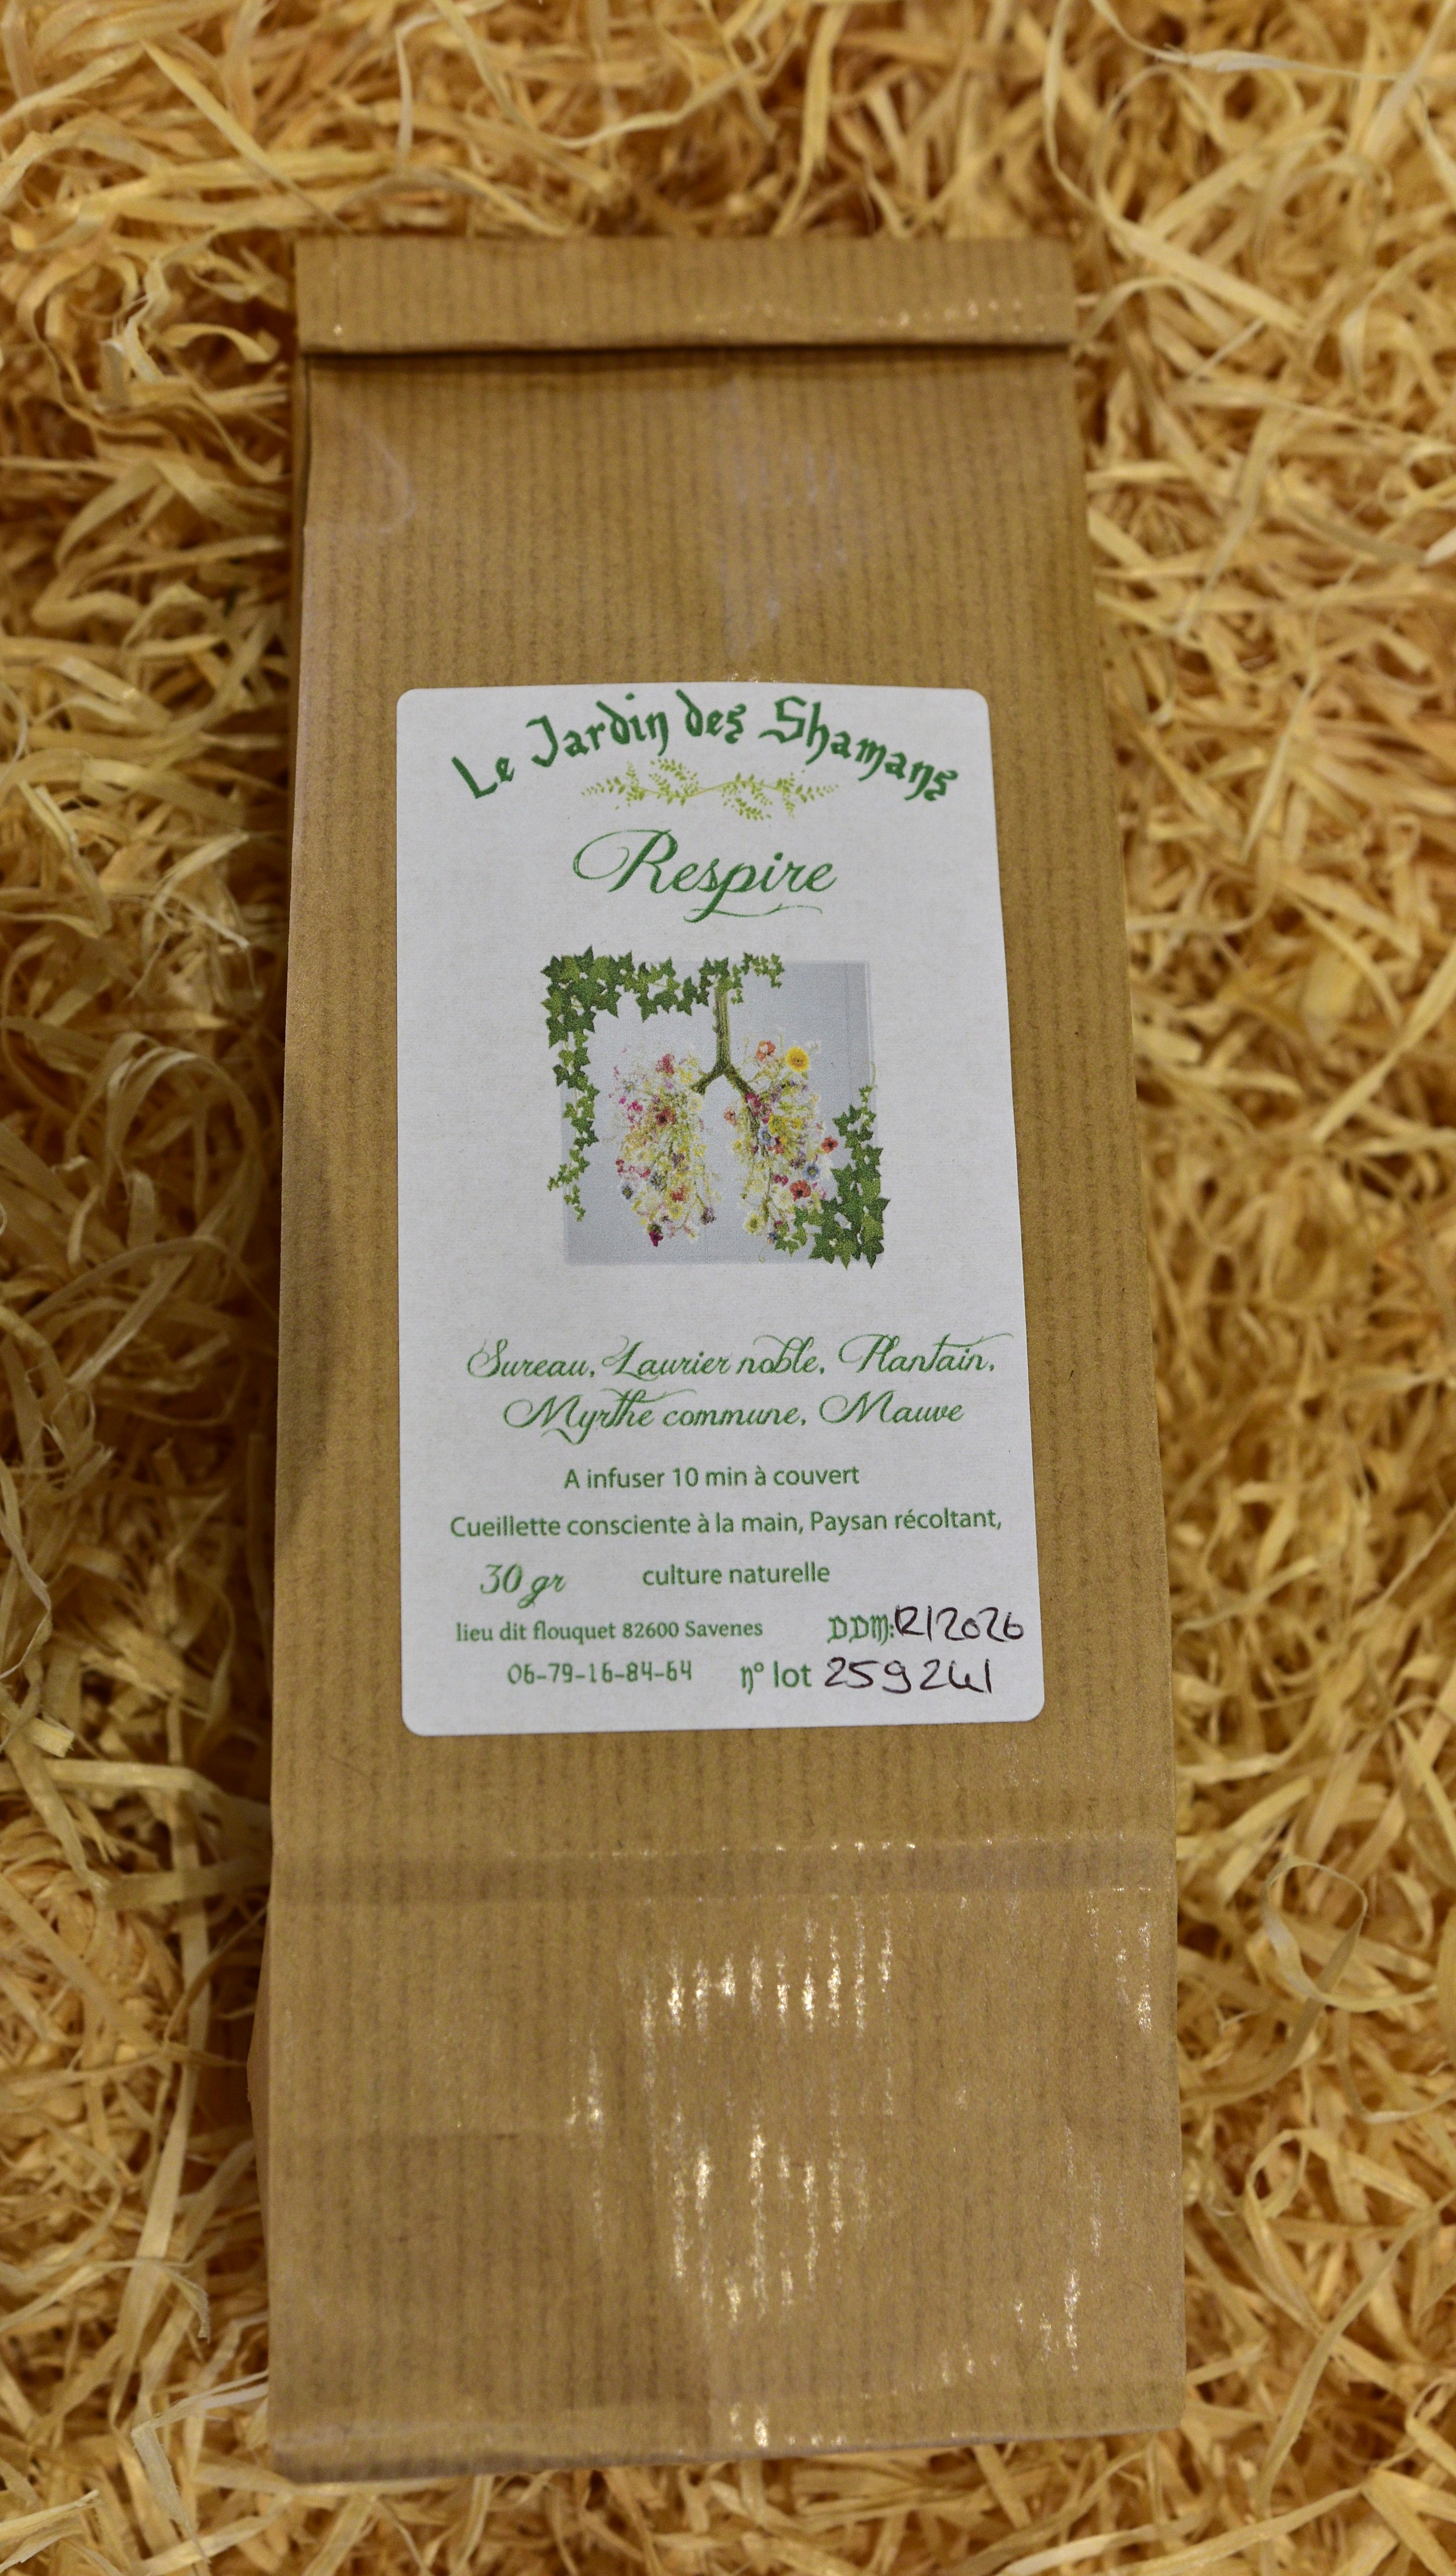 Le Jardin des Shamans
Respire
Sureau, Laurier noble, Plantain,
Myrthe commune, Mauve
A infuser 10 min à couvert
Cueillette consciente à la main, Paysan récoltant,
30 gr culture naturelle
lieu dit flouquet 82600 Savenes DDM: 12/2026
06-79-16-84-64 n° lot 259241